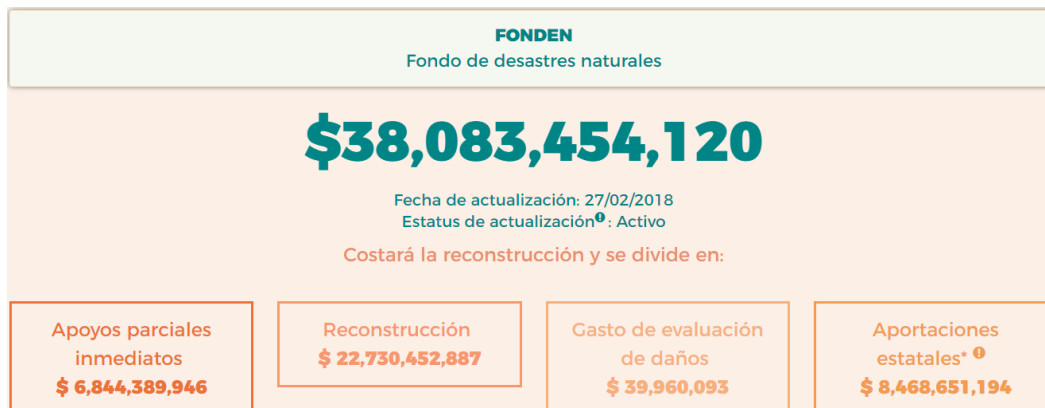 FONDEN
Fondo de desastres naturales
$38,083,454,120
Fecha de actualización: 27/02/2018
Estatus de actualización: Activo
Costará la reconstrucción y se divide en:
Apoyos parciales
inmediatos
$ 6,844,389,946
Reconstrucción
$ 22,730,452,887
Gasto de evaluación
de daños
$ 39,960,093
Aportaciones
estatales*
$ 8,468,651,194